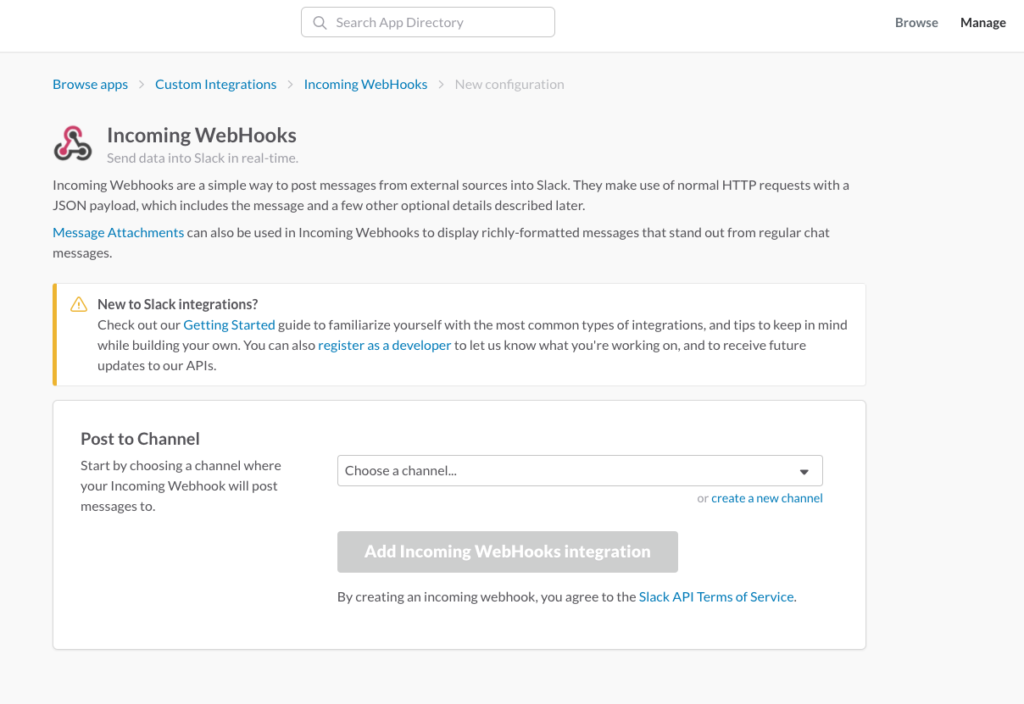 Search App Directory
Browse
Manage
Browse apps > Custom Integrations > Incoming WebHooks > New configuration
Incoming WebHooks
Send data into Slack in real-time.
Incoming Webhooks are a simple way to post messages from external sources into Slack. They make use of normal HTTP requests with a
JSON payload, which includes the message and a few other optional details described later.
Message Attachments can also be used in Incoming Webhooks to display richly-formatted messages that stand out from regular chat
messages.
New to Slack integrations?
Check out our Getting Started guide to familiarize yourself with the most common types of integrations, and tips to keep in mind
while building your own. You can also register as a developer to let us know what you're working on, and to receive future
updates to our APIs.
Post to Channel
Start by choosing a channel where
your Incoming Webhook will post
messages to.
Choose a channel...
or create a new channel
Add Incoming WebHooks integration
By creating an incoming webhook, you agree to the Slack API Terms of Service.